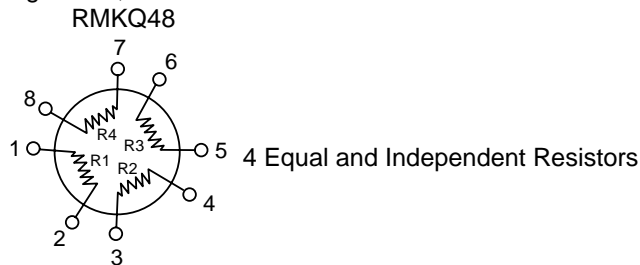 RMKQ48
7
6
8
R4
R3
1
5
4 Equal and Independent Resistors
R1
R2
4
2
3